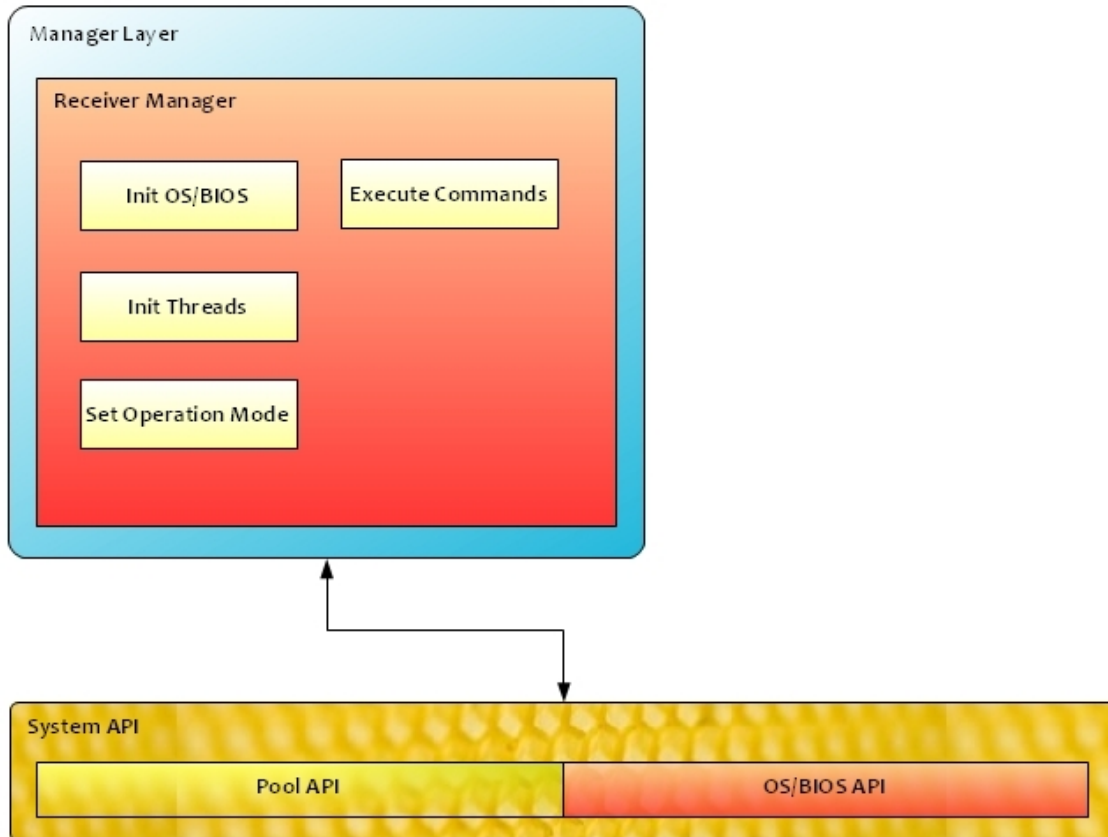 Manager Layer
Receiver Manager
Init OS/BIOS
Execute Commands
Init Threads
Set Operation Mode
System API
Pool API
OS/BIOS API